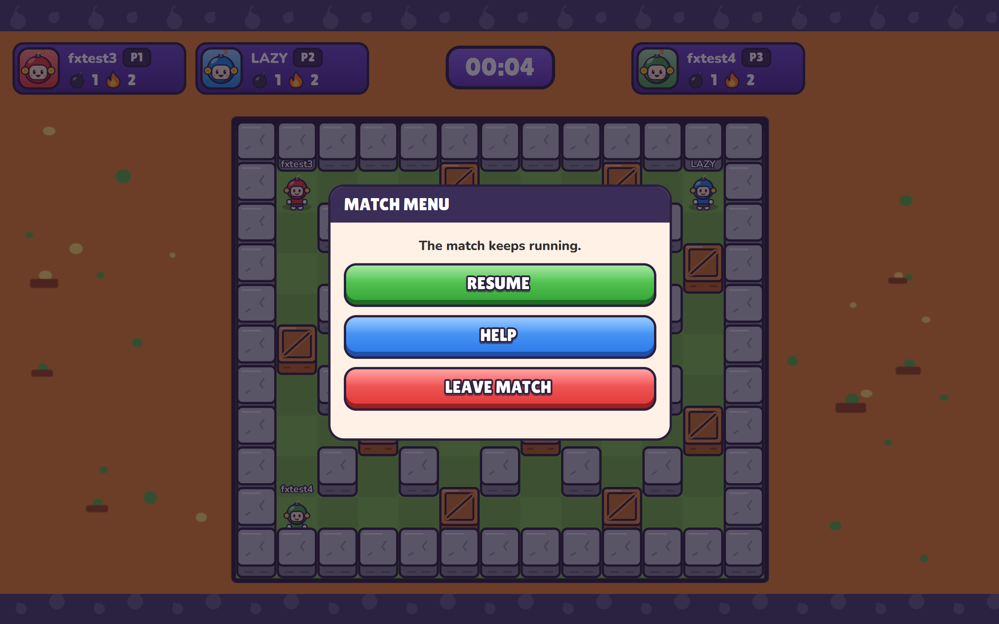 fxtest3 P1
1 2
LAZY P2
1 2
00:04
fxtest4 P3
1 2
fxtest3
LAZY
MATCH MENU
The match keeps running.
RESUME
HELP
LEAVE MATCH
fxtest4